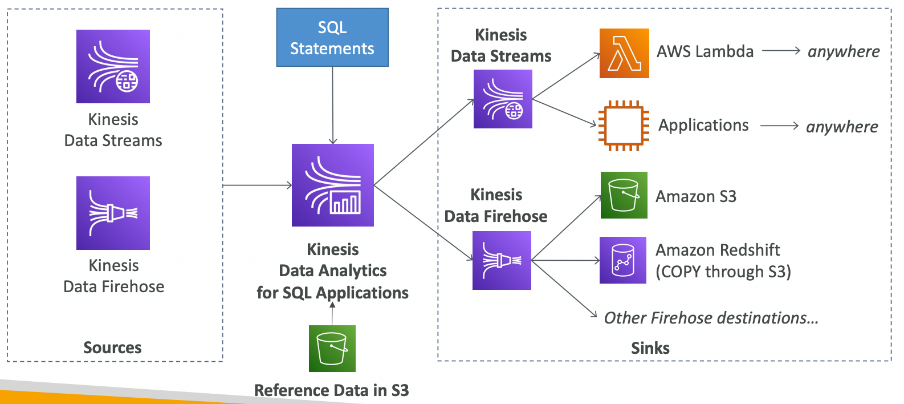 SQL
Statements
Kinesis
Data Streams
Kinesis
Data Firehose
Sources
Kinesis
Data Analytics
for SQL Applications
Reference Data in S3
Kinesis
Data Streams
AWS Lambda
anywhere
Applications
anywhere
Kinesis
Data Firehose
Amazon S3
Amazon Redshift
(COPY through S3)
Other Firehose destinations...
Sinks